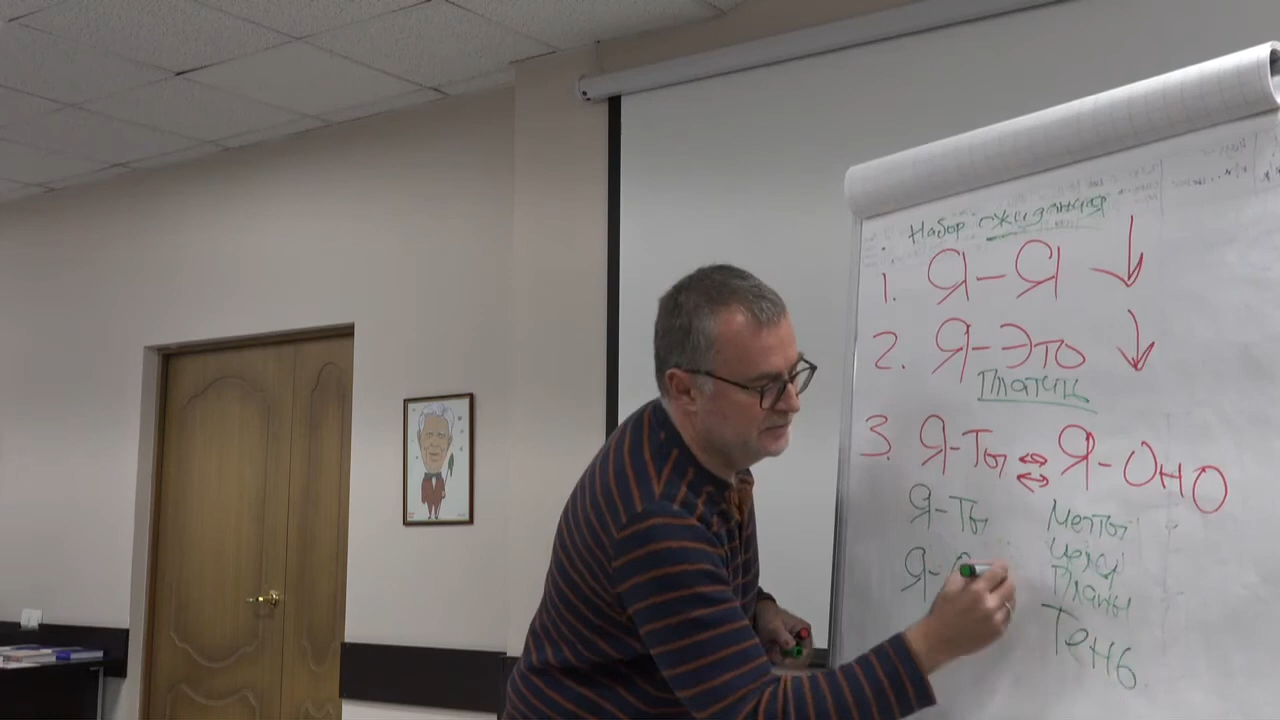 Набор ожидания
1. Я-Я ↓
2. Я-Это ↓
Платить
3. Я-Ты ⇔ Я-Оно
Я-Ты
Я-
Мечты
Цели
Планы
Тень